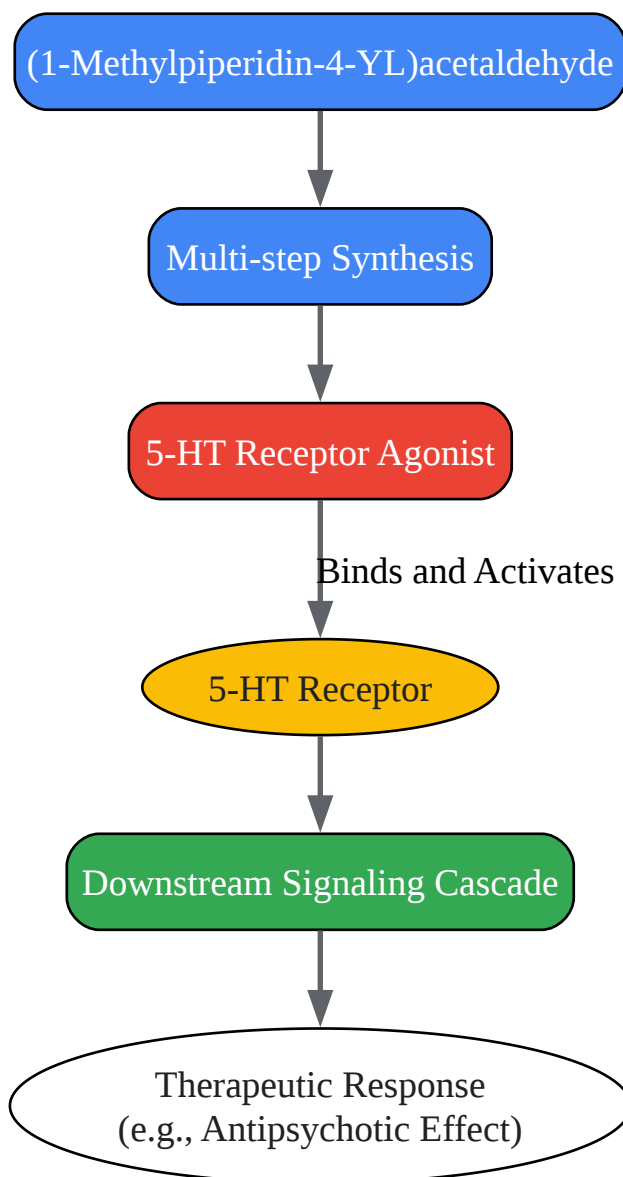 (1-Methylpiperidin-4-YL)acetaldehyde
Multi-step Synthesis
5-HT Receptor Agonist
Binds and Activates
5-HT Receptor
Downstream Signaling Cascade
Therapeutic Response
(e.g., Antipsychotic Effect)